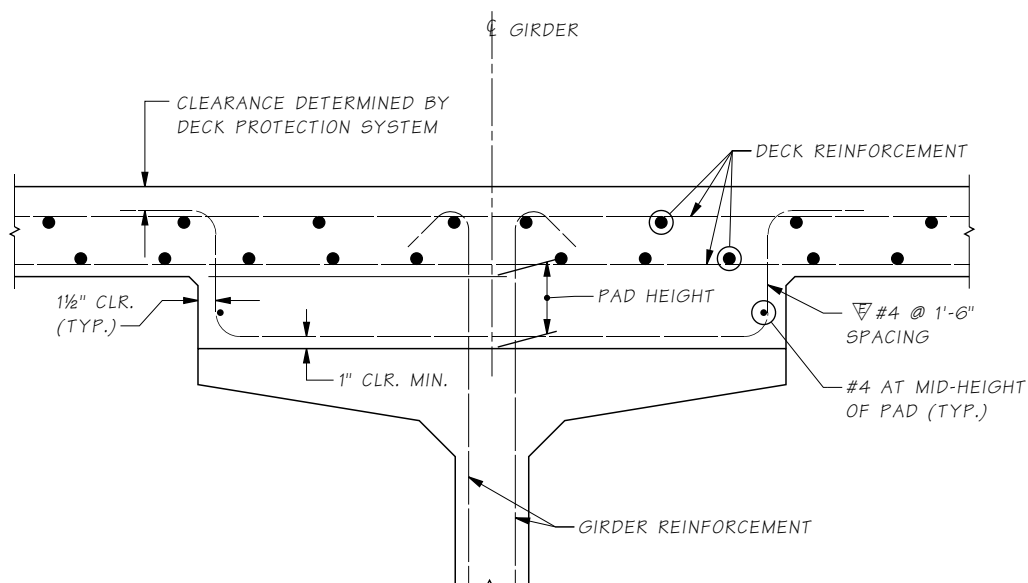 ℄ GIRDER
CLEARANCE DETERMINED BY
DECK PROTECTION SYSTEM
DECK REINFORCEMENT
1½" CLR.
(TYP.)
PAD HEIGHT
E #4 @ 1'-6"
SPACING
1" CLR. MIN.
#4 AT MID-HEIGHT
OF PAD (TYP.)
GIRDER REINFORCEMENT